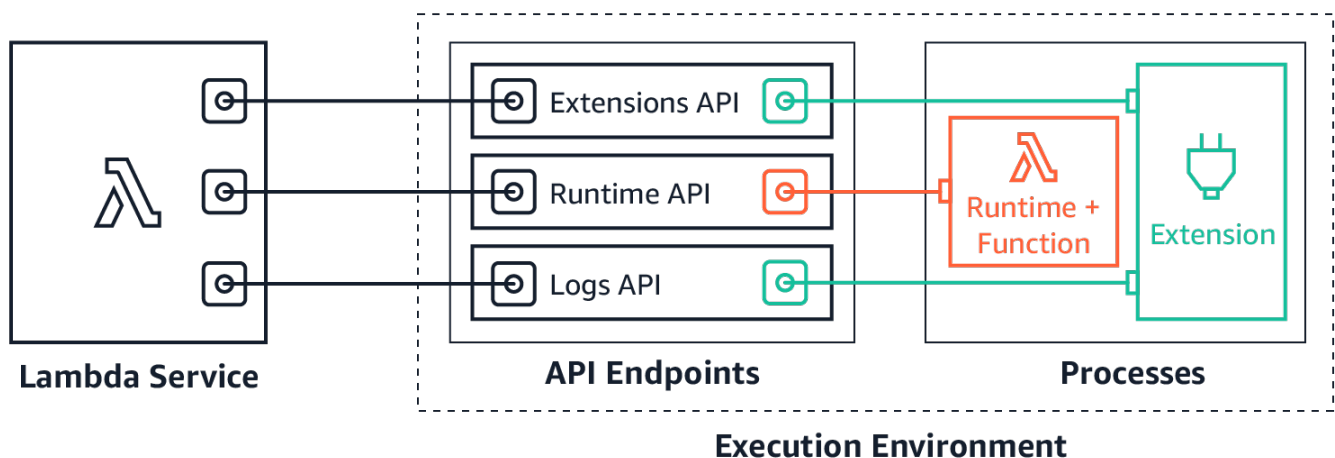 Extensions API
Runtime API
Logs API
Runtime +
Function
Extension
Lambda Service
API Endpoints
Processes
Execution Environment